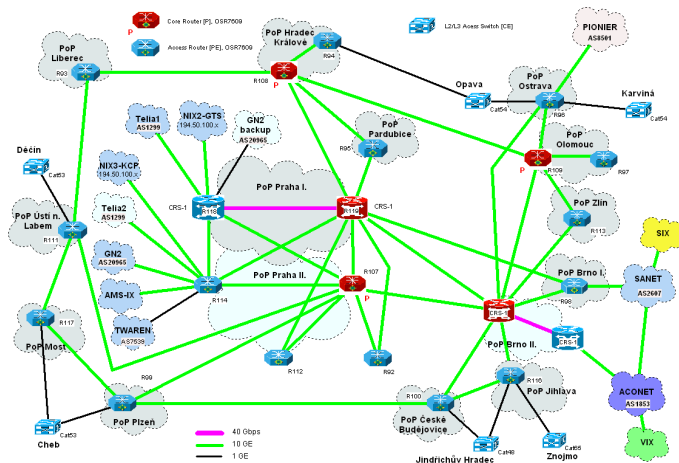 Core Router [P], OSR7609
P
Access Router [PE], OSR7609
L2/L3 Acess Switch [CE]
PIONIER
AS8501
PoP Hradec
Králové
R94
PoP
Liberec
R93
R108
P
Opava
Cat54
PoP
Ostrava
R96
Karviná
Cat54
Telia1
AS1299
NIX2-GTS
194.50.100.x
GN2
backup
AS20965
PoP
Pardubice
R95
PoP
Olomouc
R109
P
R97
Děčín
Cat53
NIX3-KCP
194.50.100.x
PoP Praha I.
PoP Zlín
R113
CRS-1
R118
R119
CRS-1
Telia2
AS1299
PoP Ústí n.
Labem
R111
SIX
GN2
AS20965
PoP Praha II.
R107
P
PoP Brno I.
R98
SANET
AS2607
AMS-IX
R114
R117
TWAREN
AS7539
CRS-1
CRS-1
PoP Brno II.
PoP Most
R112
R92
R99
R116
PoP Jihlava
ACONET
AS1853
R100
PoP Plzeň
PoP České
Budějovice
Cheb
Cat53
40 Gbps
10 GE
1 GE
Cat48
Jindřichův Hradec
Cat55
Znojmo
VIX